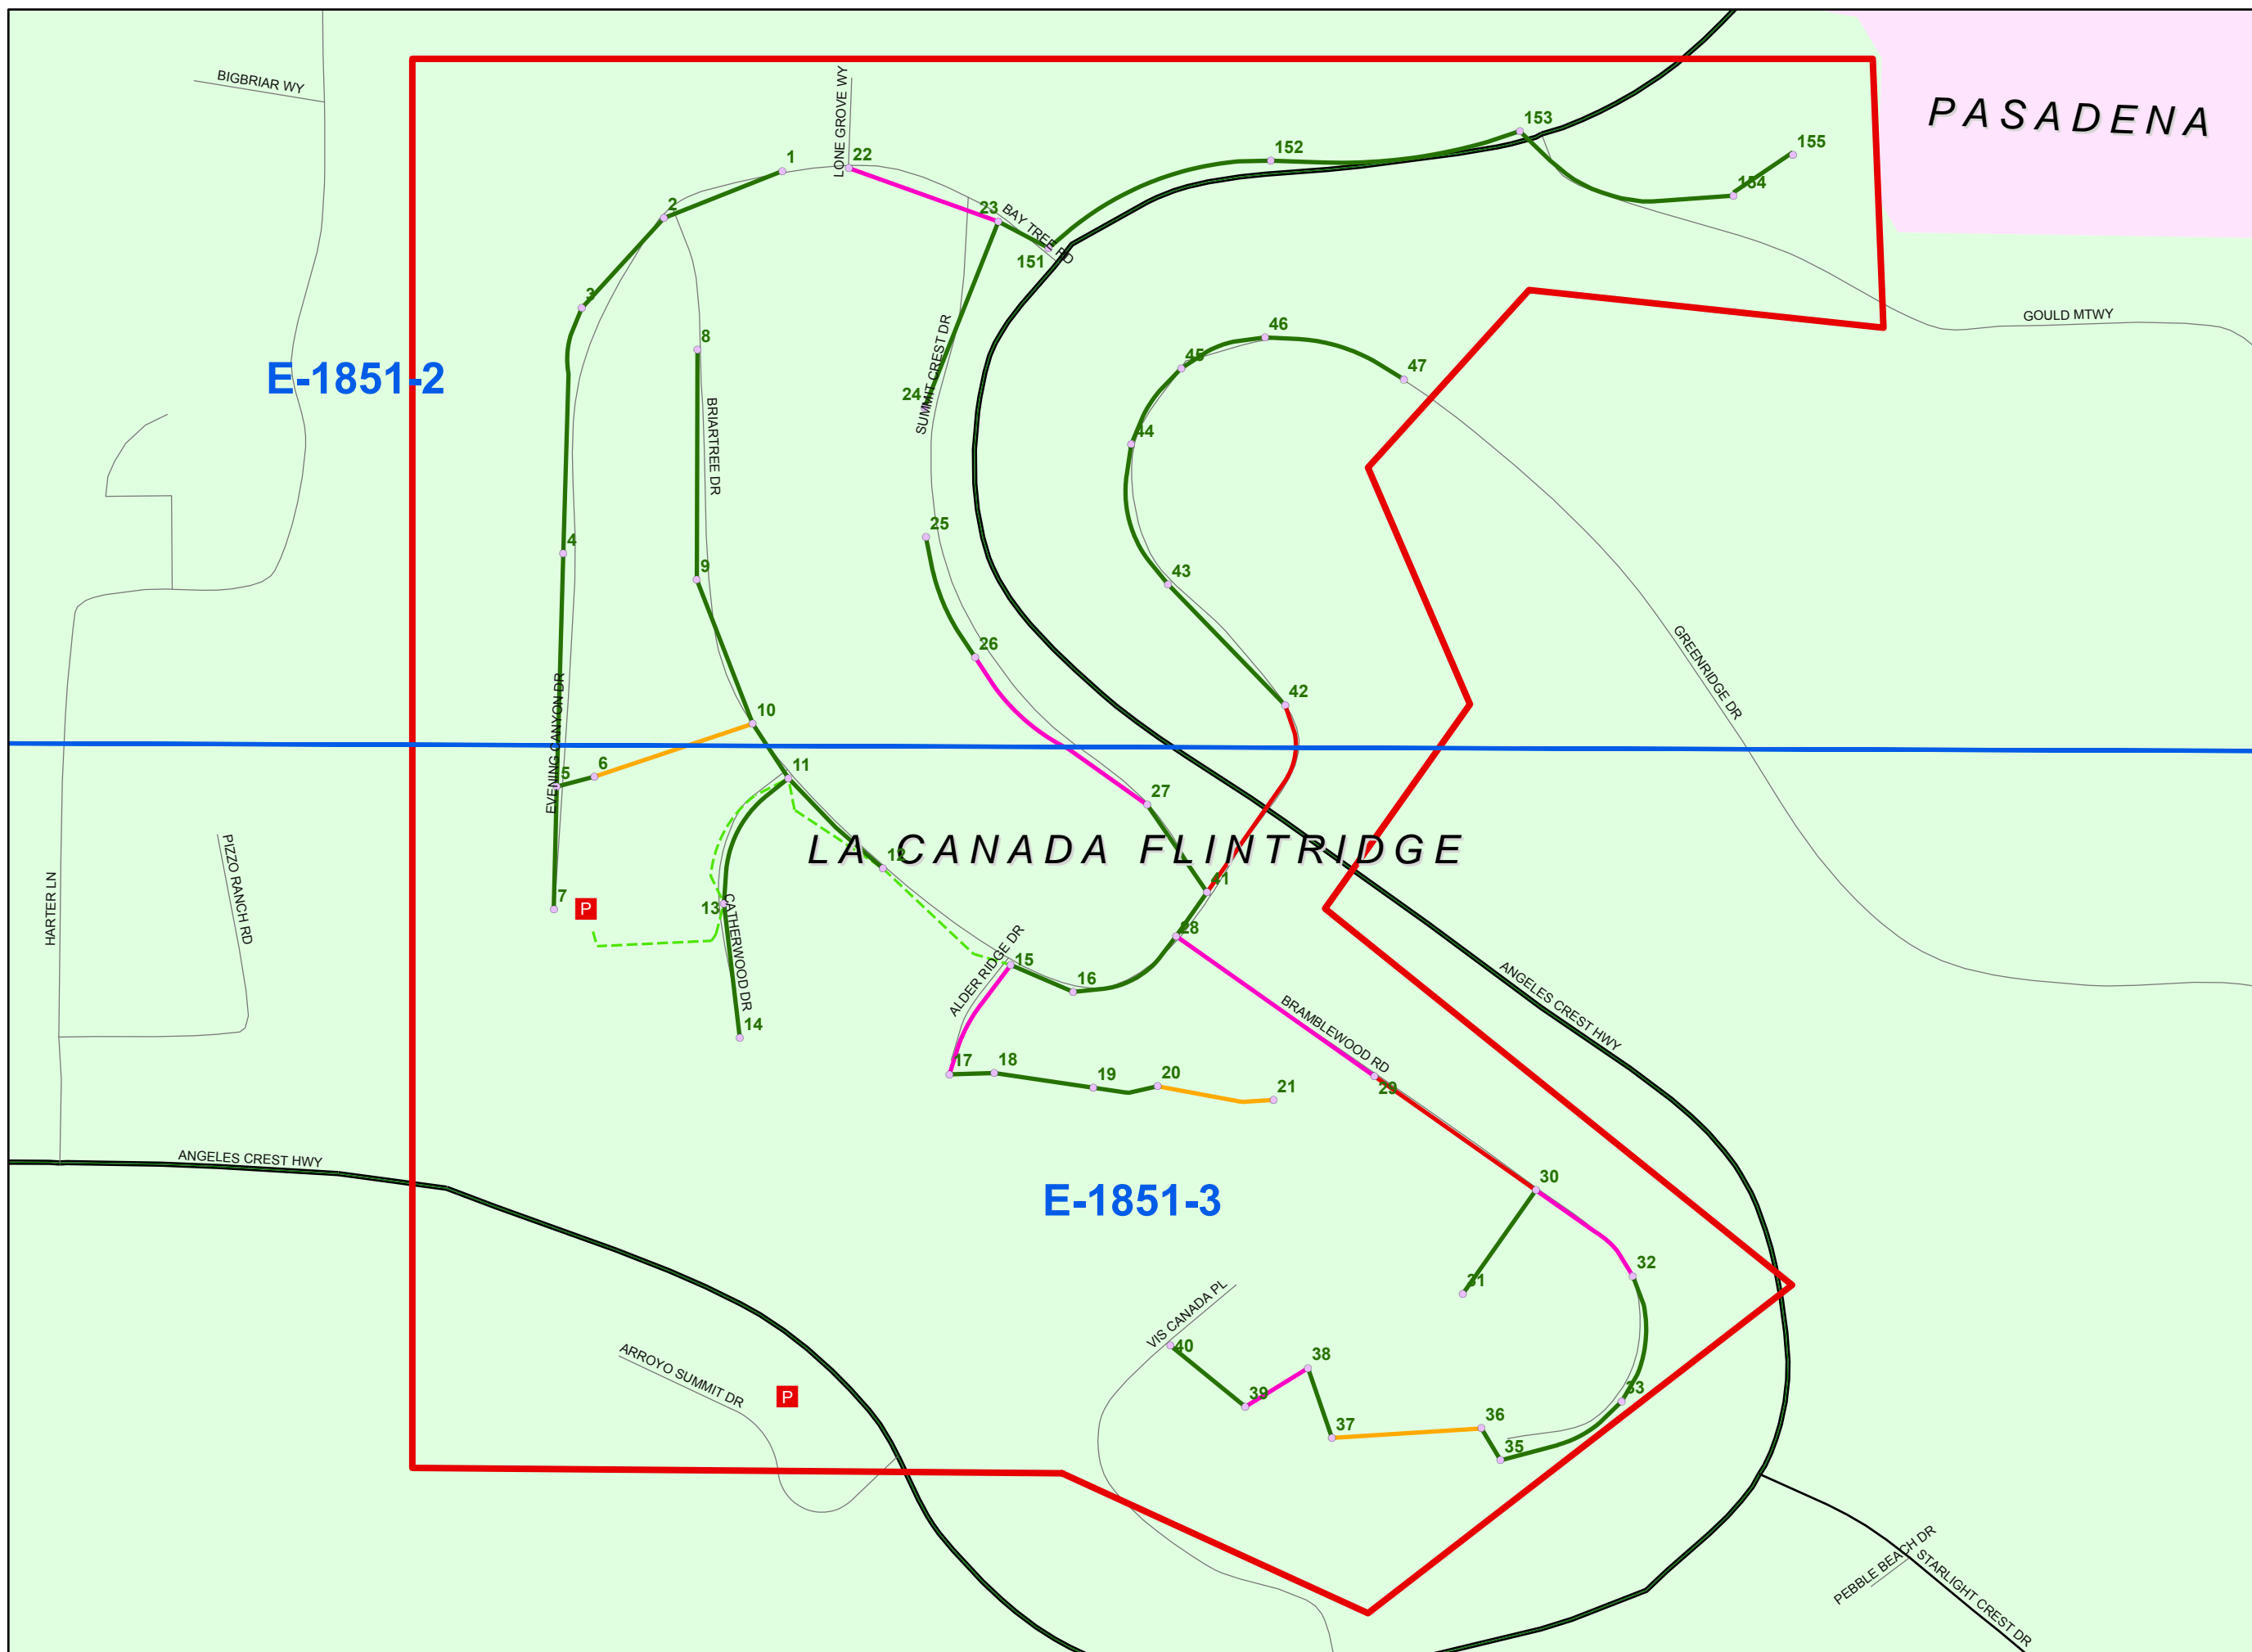 PASADENA
BIGBRIAR WY
LONE GROVE WY
153
155
1
22
152
154
2
23
BAY TREE RD
151
3
GOULD MTWY
8
46
45
47
E-1851-2
SUMMIT CREST DR
24
44
BRIARTREE DR
25
4
9
43
26
GREENRIDGE DR
42
10
EVENING CANYON DR
5
6
11
27
LA CANADA FLINTRIDGE
12
41
PIZZO RANCH RD
HARTER LN
7
P
13
CATHERWOOD DR
28
ALDER RIDGE DR
15
16
ANGELES CREST HWY
BRAMBLEWOOD RD
14
17
18
19
20
21
29
ANGELES CREST HWY
30
E-1851-3
32
31
VIS CANADA PL
40
38
ARROYO SUMMIT DR
P
39
33
37
36
35
PEBBLE BEACH DR
STARLIGHT CREST DR